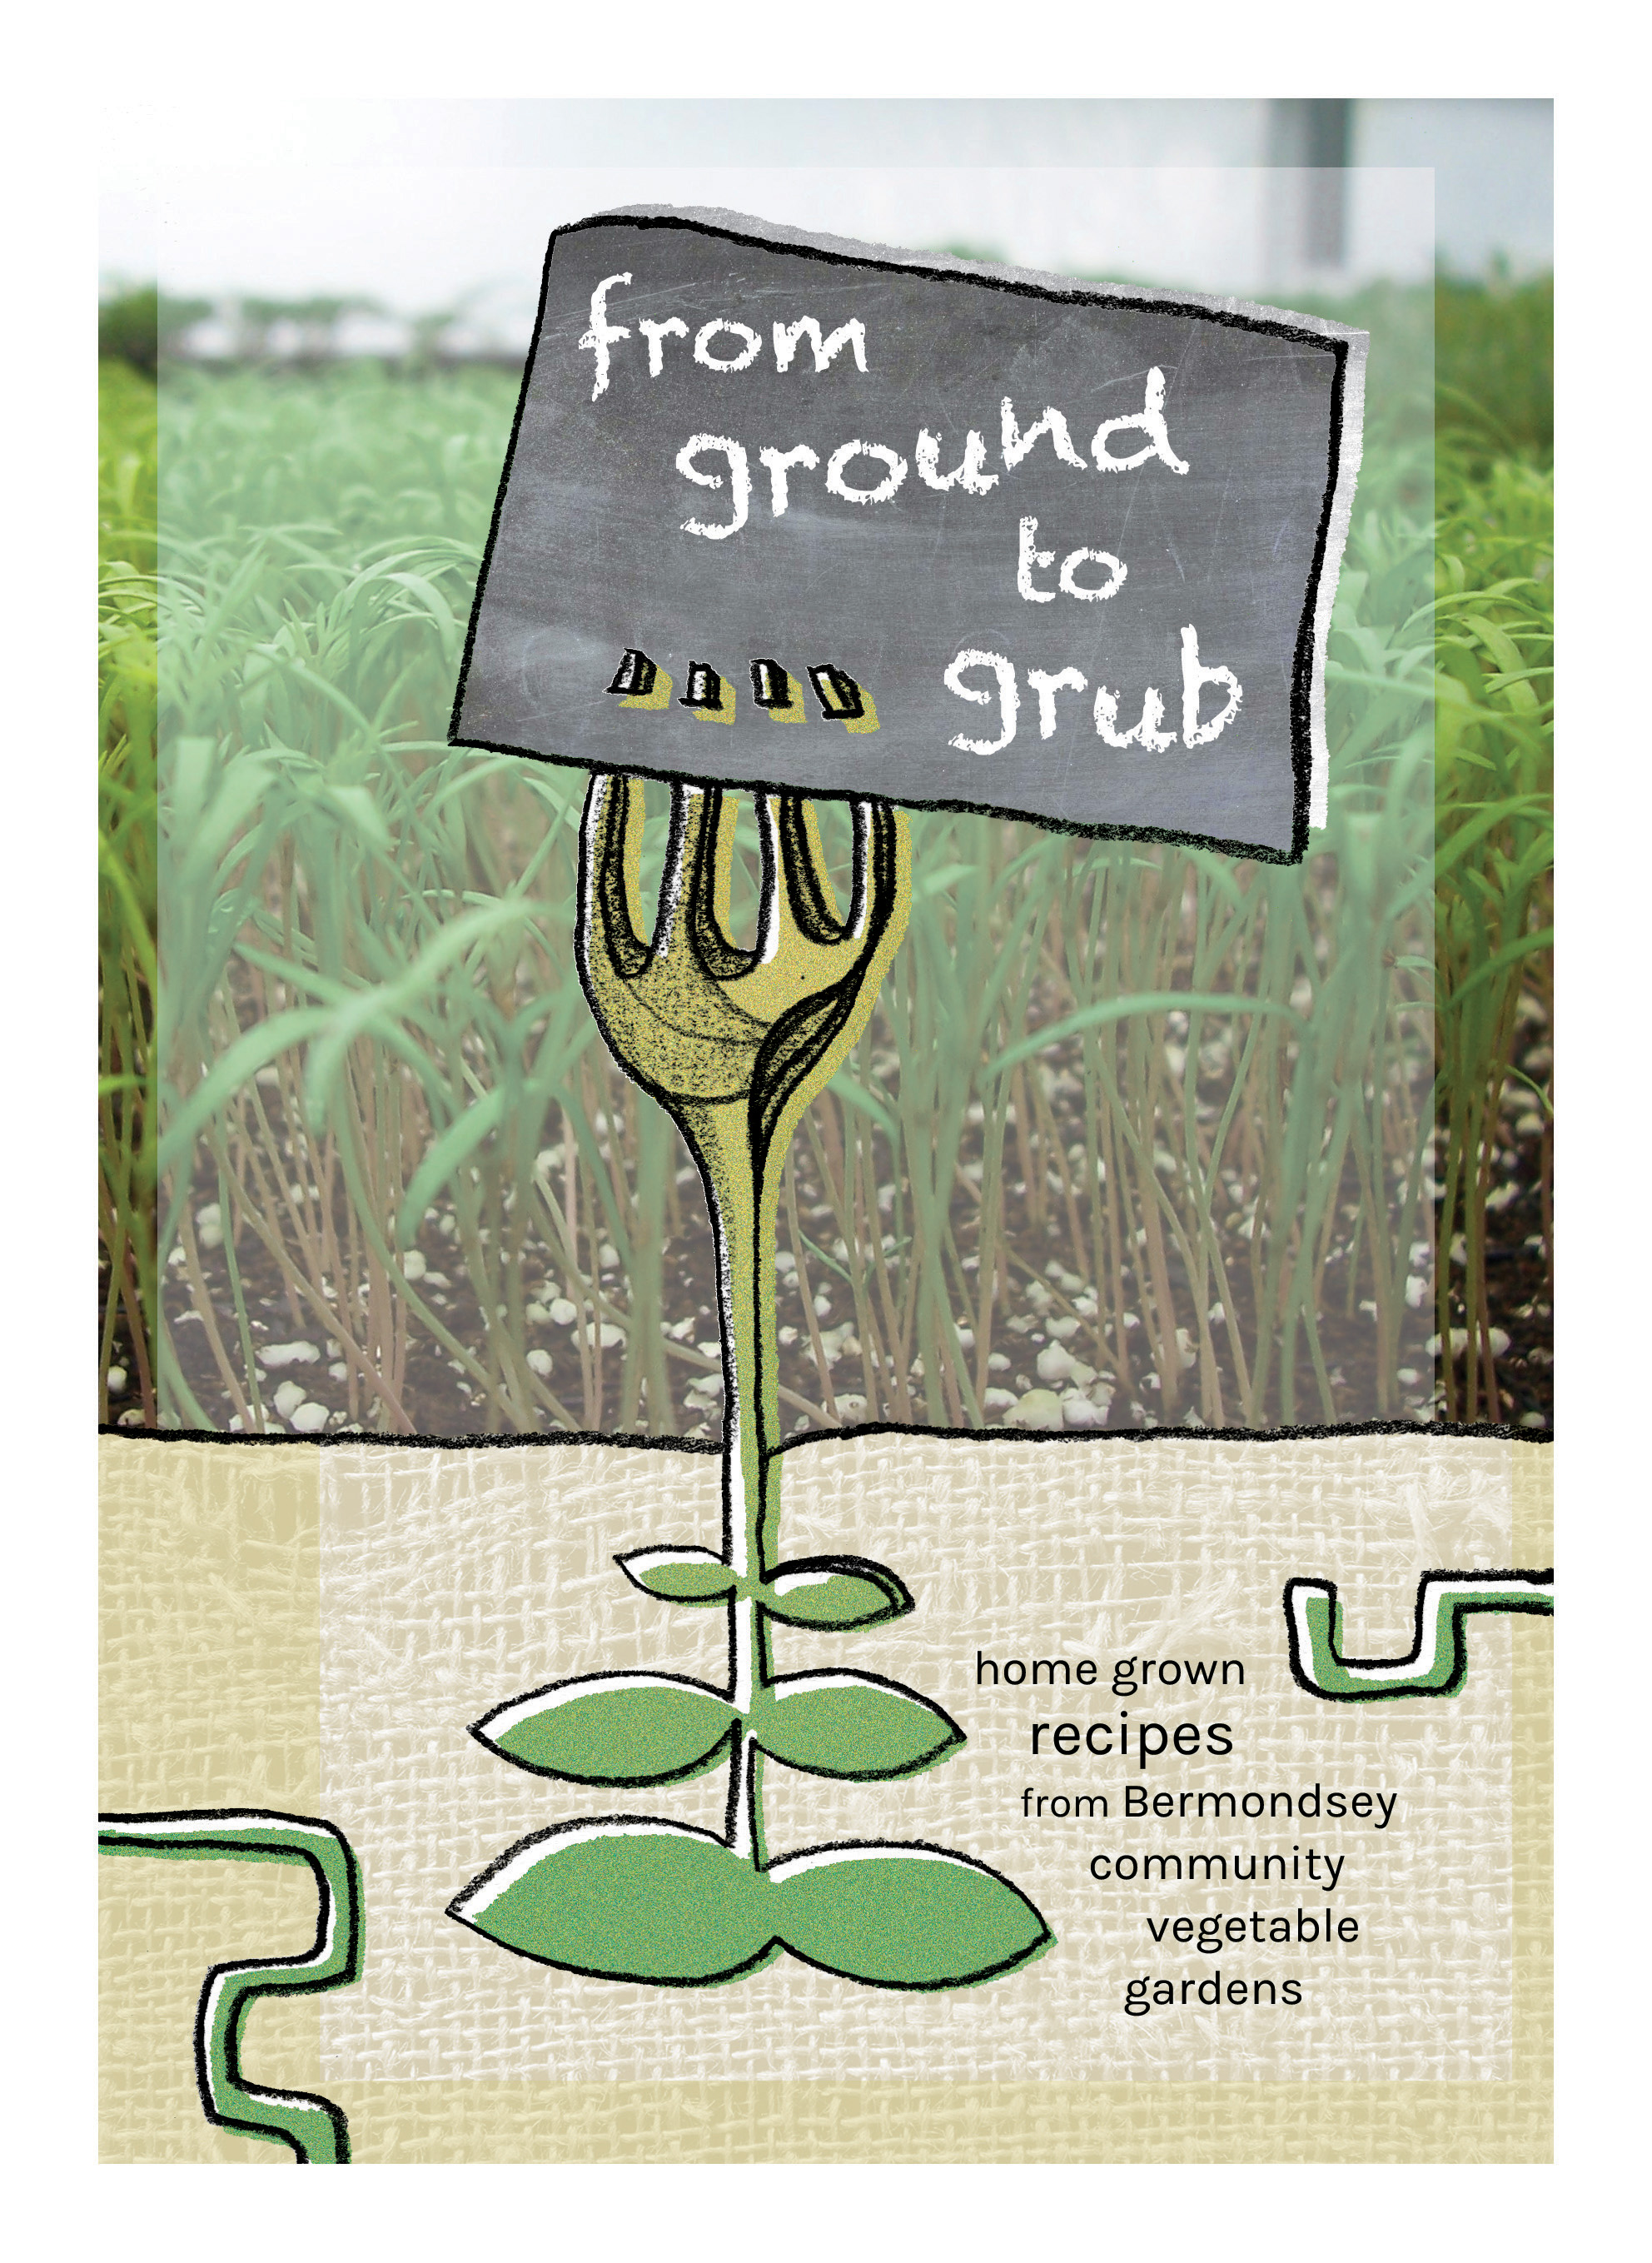 from
ground
to
grub
home grown
recipes
from Bermondsey
community
vegetable
gardens